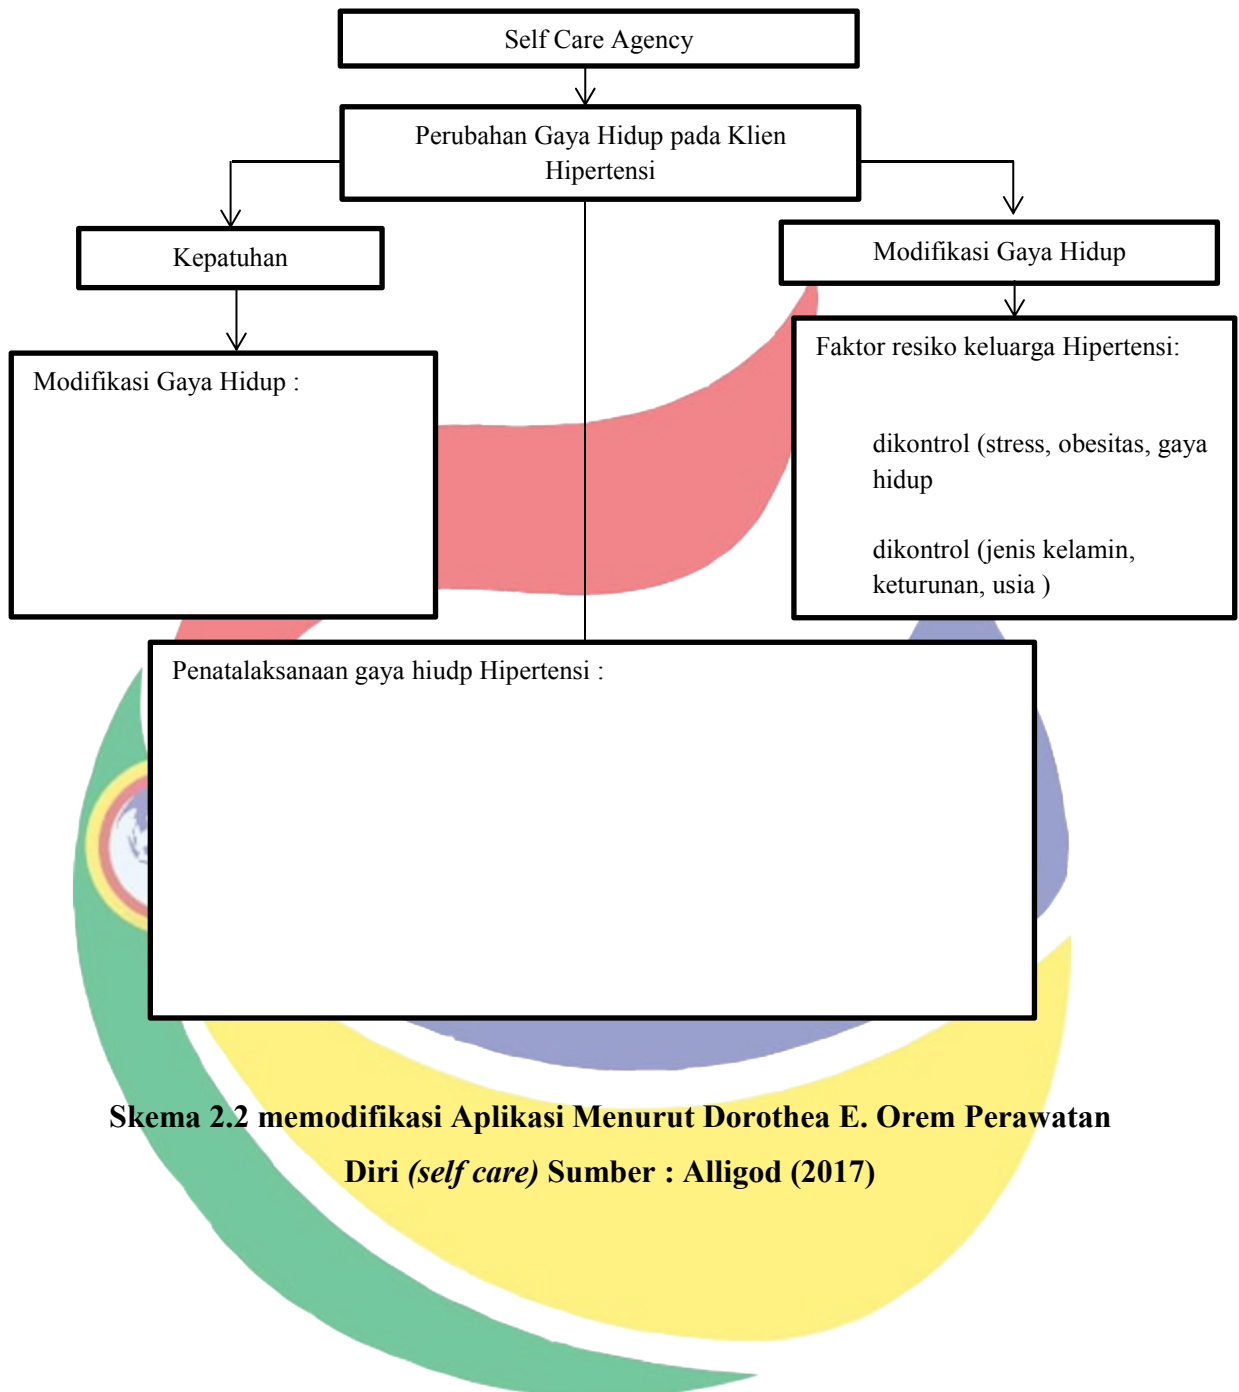 Self Care Agency
Perubahan Gaya Hidup pada Klien
Hipertensi
Kepatuhan
Modifikasi Gaya Hidup
Modifikasi Gaya Hidup :
Faktor resiko keluarga Hipertensi:
dikontrol (stress, obesitas, gaya
hidup
dikontrol (jenis kelamin,
keturunan, usia )
Penatalaksanaan gaya hiudp Hipertensi :
Skema 2.2 memodifikasi Aplikasi Menurut Dorothea E. Orem Perawatan
Diri (self care) Sumber : Alligod (2017)